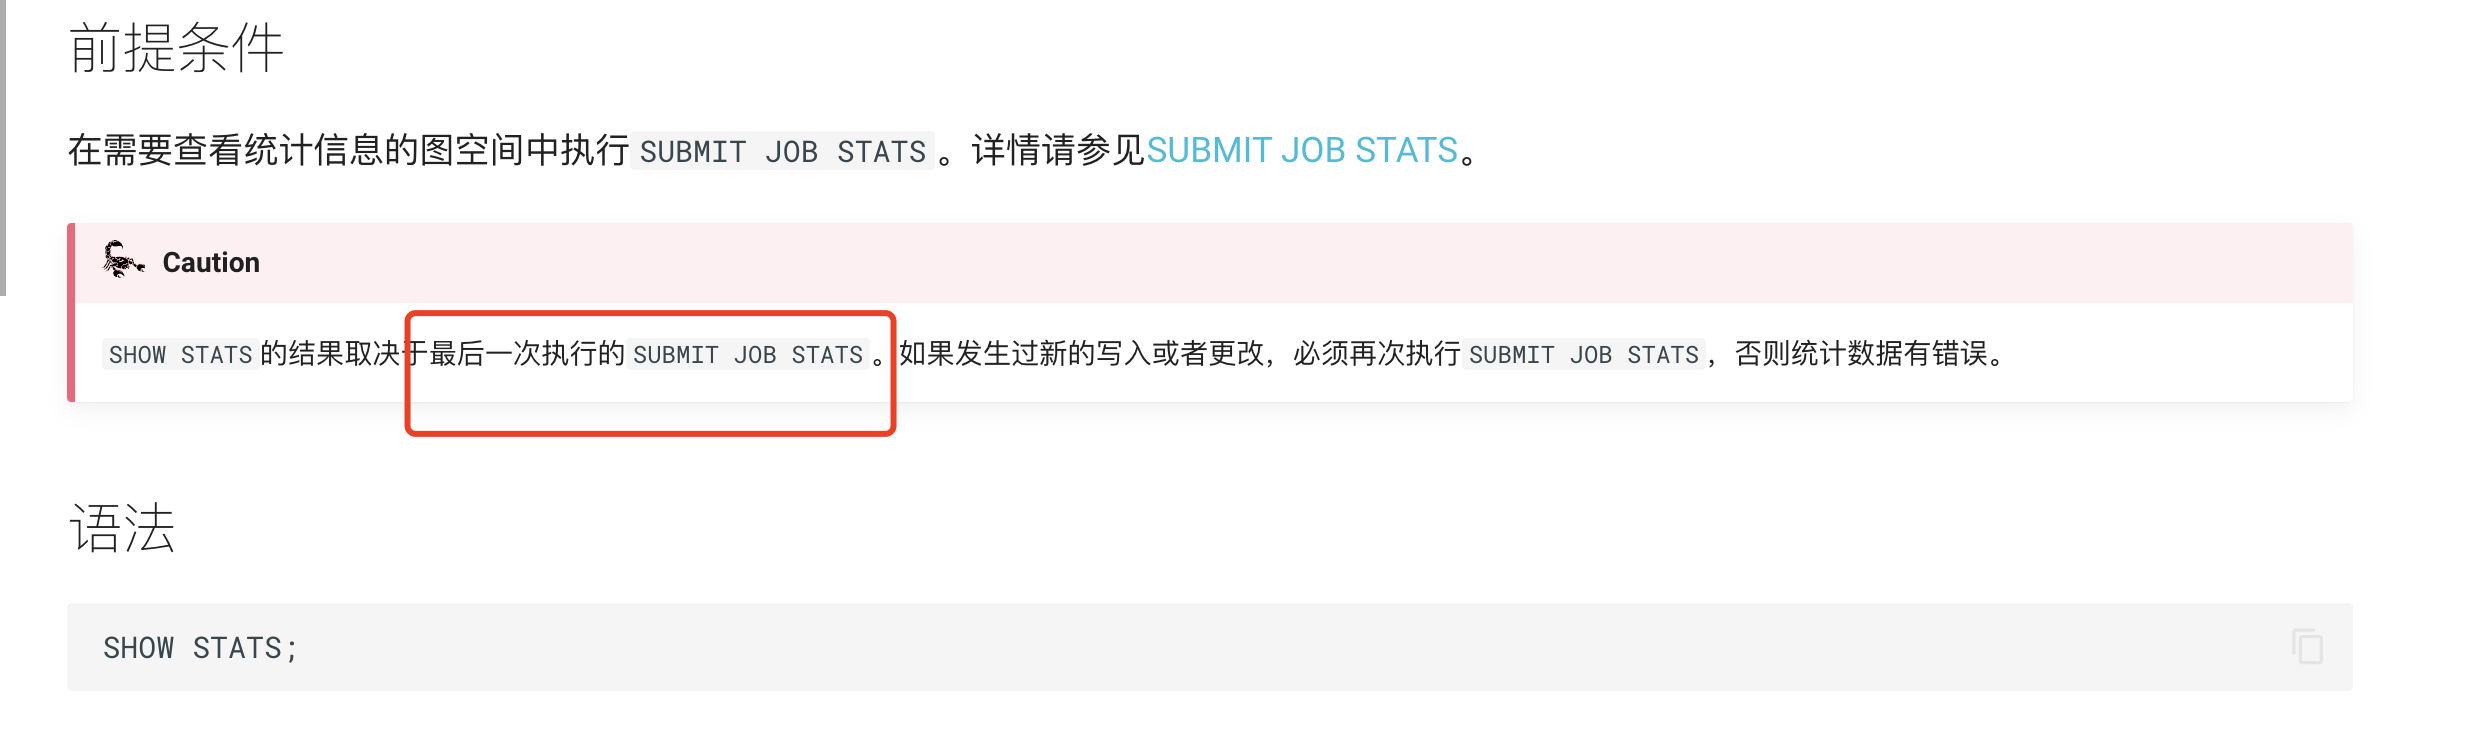 前提条件
在需要查看统计信息的图空间中执行 SUBMIT JOB STATS 。详情请参见SUBMIT JOB STATS。
Caution
SHOW STATS 的结果取决于最后一次执行的 SUBMIT JOB STATS 。如果发生过新的写入或者更改，必须再次执行 SUBMIT JOB STATS ，否则统计数据有错误。
语法
SHOW STATS;